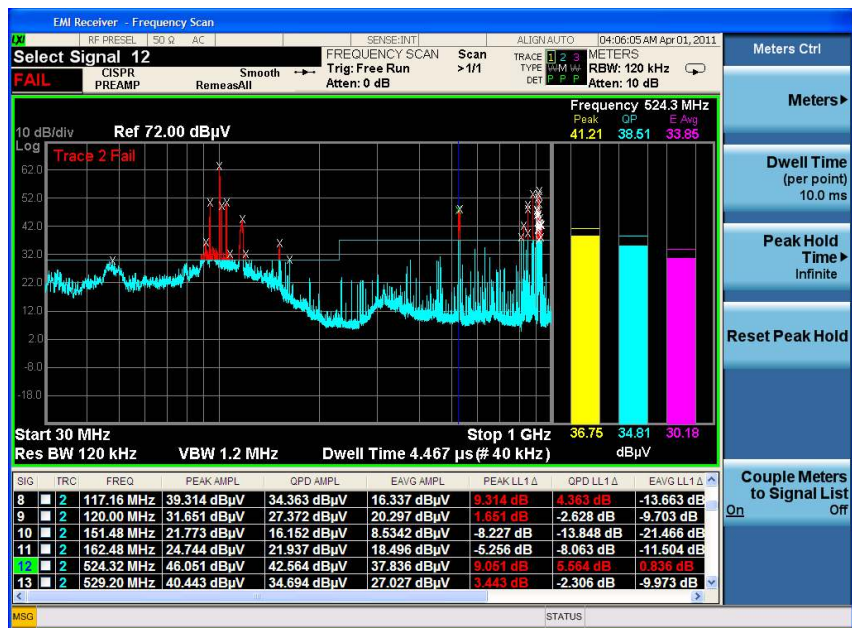 EMI Receiver - Frequency Scan
LXI RF PRESEL 50 Ω AC SENSE:INT ALIGN AUTO 04:06:05 AM Apr 01, 2011
Select Signal 12
FAIL
CISPR
PREAMP
Smooth
RemeasAll
FREQUENCY SCAN Scan
Trig: Free Run >1/1
Atten: 0 dB
TRACE 1 2 3
TYPE W M W
DET P P P
METERS
RBW: 120 kHz
Atten: 10 dB
Frequency 524.3 MHz
Peak QP E Avg
41.21 38.51 33.85
10 dB/div Ref 72.00 dBµV
Log
Trace 2 Fail
62.0
52.0
42.0
32.0
22.0
12.0
2.0
-8.0
-18.0
36.75 34.81 30.18
dBµV
Start 30 MHz Stop 1 GHz
Res BW 120 kHz VBW 1.2 MHz Dwell Time 4.467 µs (# 40 kHz)
SIG TRC FREQ PEAK AMPL QPD AMPL EAVG AMPL PEAK LL1 Δ QPD LL1 Δ EAVG LL1 Δ
8 2 117.16 MHz 39.314 dBµV 34.363 dBµV 16.337 dBµV 9.314 dB 4.363 dB -13.663 dB
9 2 120.00 MHz 31.651 dBµV 27.372 dBµV 20.297 dBµV 1.651 dB -2.628 dB -9.703 dB
10 2 151.48 MHz 21.773 dBµV 16.152 dBµV 8.5342 dBµV -8.227 dB -13.848 dB -21.466 dB
11 2 162.48 MHz 24.744 dBµV 21.937 dBµV 18.496 dBµV -5.256 dB -8.063 dB -11.504 dB
12 2 524.32 MHz 46.051 dBµV 42.564 dBµV 37.836 dBµV 9.051 dB 5.564 dB 0.836 dB
13 2 529.20 MHz 40.443 dBµV 34.694 dBµV 27.027 dBµV 3.443 dB -2.306 dB -9.973 dB
MSG STATUS
Meters Ctrl
Meters
Dwell Time
(per point)
10.0 ms
Peak Hold
Time
Infinite
Reset Peak Hold
Couple Meters
to Signal List
On Off